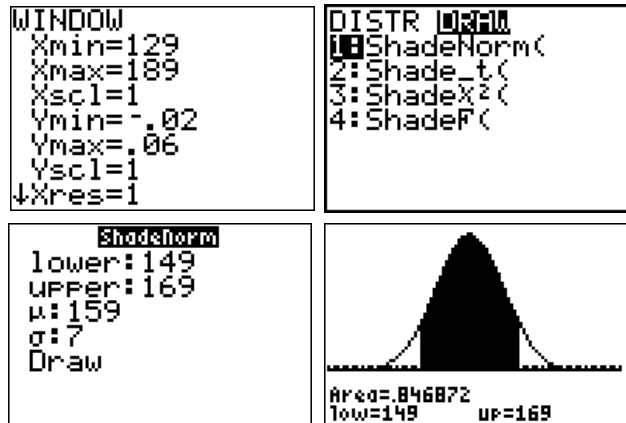 WINDOW
Xmin=129
Xmax=189
Xscl=1
Ymin=-.02
Ymax=.06
Yscl=1
↓Xres=1
DISTR DRAW
1:ShadeNorm(
2:Shade_t(
3:Shadeχ²(
4:ShadeF(
ShadeNorm
lower:149
upper:169
μ:159
σ:7
Draw
Area=.846872
low=149 up=169